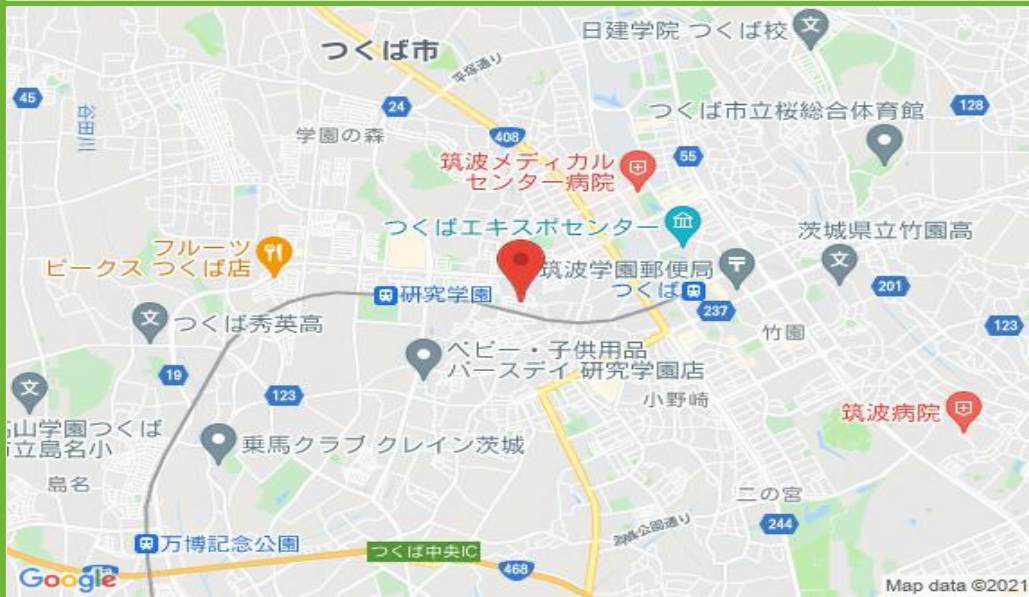 日建学院 つくば校
つくば市
平塚通り
45
24
谷田川
学園の森
408
つくば市立桜総合体育館
128
55
筑波メディカル
センター病院
つくばエキスポセンター
茨城県立竹園高
フルーツ
ピークス つくば店
筑波学園郵便局
研究学園
つくば
201
237
つくば秀英高
竹園
123
ベビー・子供用品
バースデイ 研究学園店
19
123
小野崎
筑波病院
山学園つくば
市立島名小
乗馬クラブ クレイン茨城
島名
二の宮
244
万博記念公園
つくば中央IC
468
Google
Map data ©2021